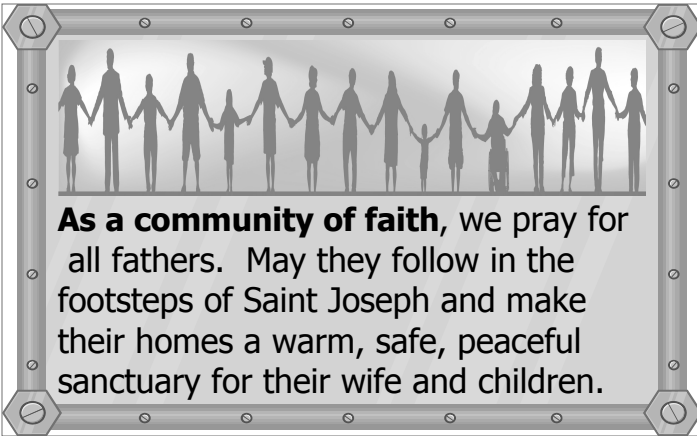 As a community of faith, we pray for
all fathers.  May they follow in the
footsteps of Saint Joseph and make
their homes a warm, safe, peaceful
sanctuary for their wife and children.